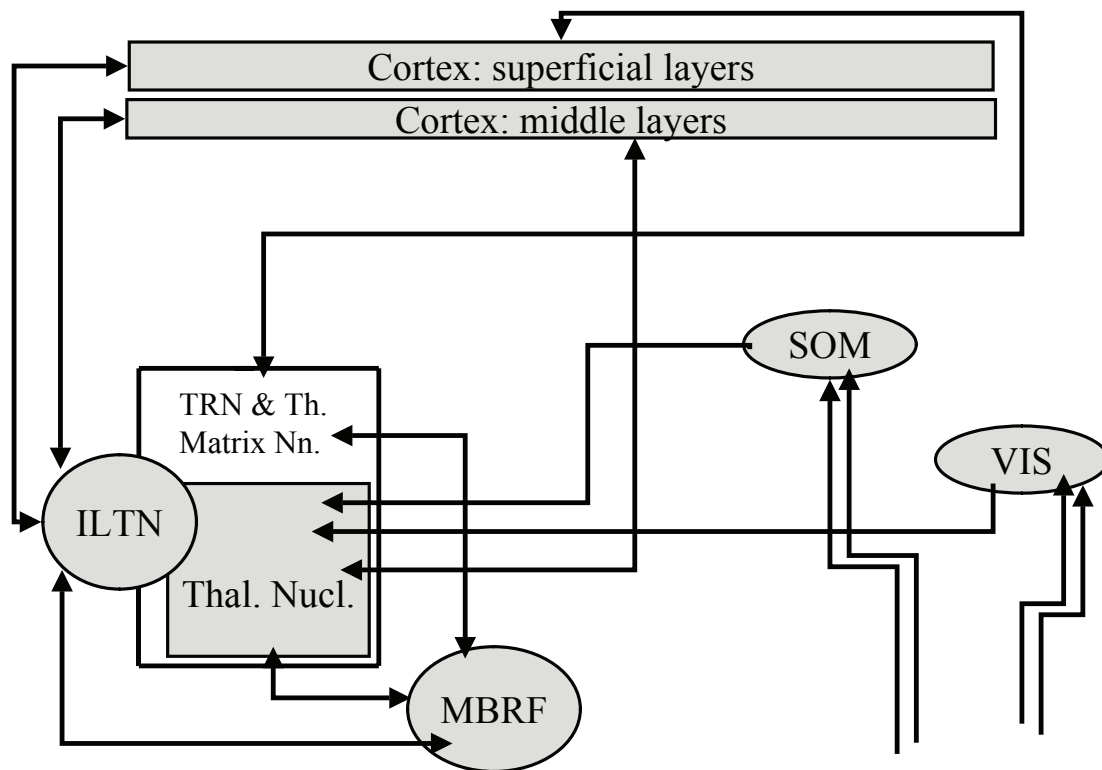 Cortex: superficial layers
Cortex: middle layers
SOM
TRN & Th.
Matrix Nn.
VIS
ILTN
Thal. Nucl.
MBRF